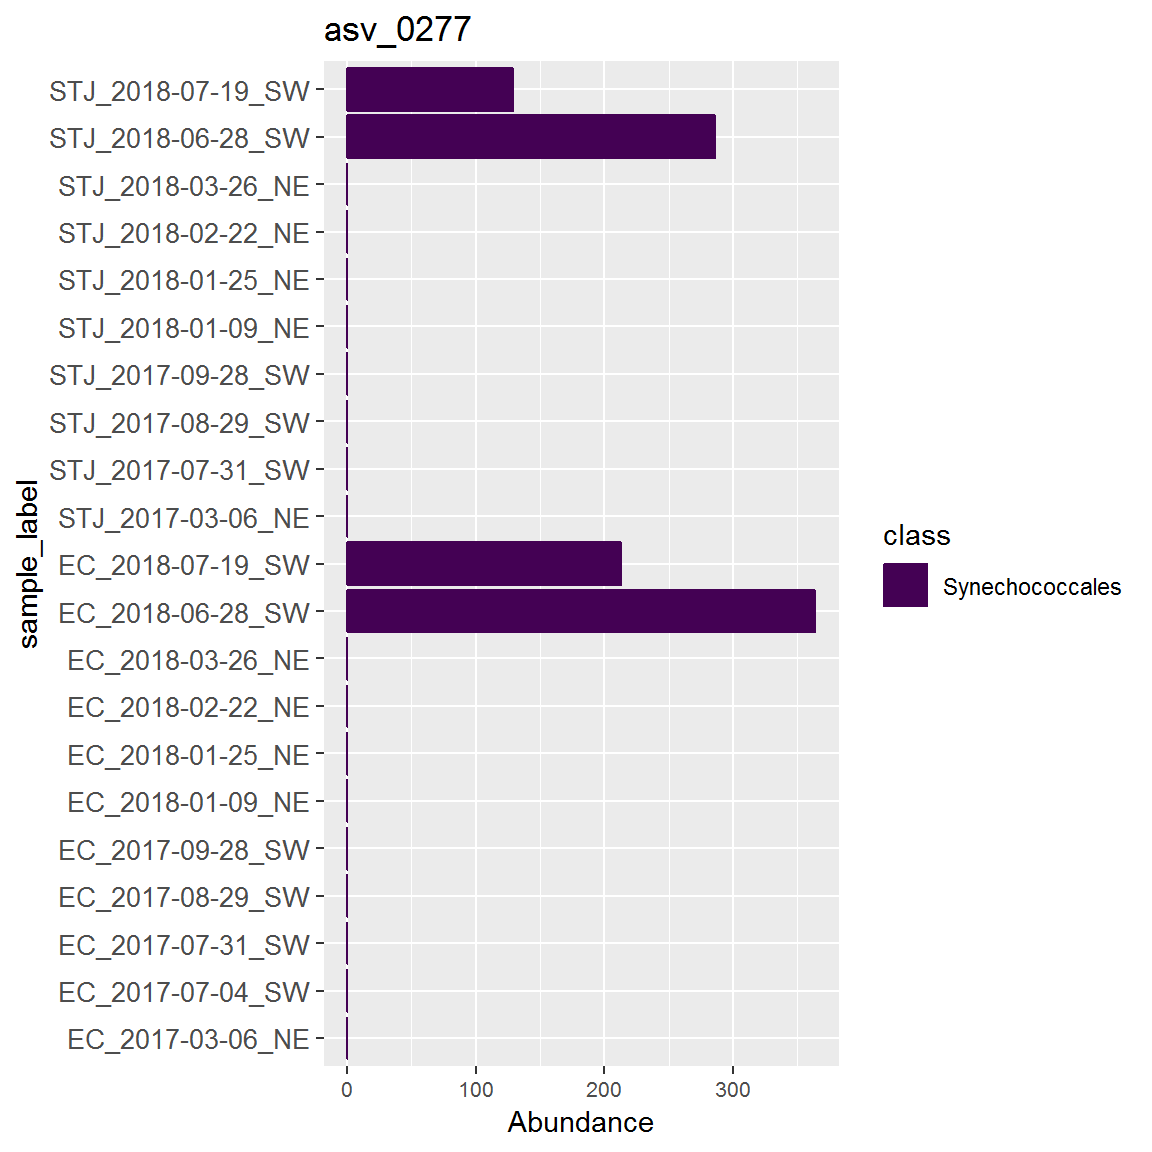 asv_0277
STJ_2018-07-19_SW
STJ_2018-06-28_SW
STJ_2018-03-26_NE
STJ_2018-02-22_NE
STJ_2018-01-25_NE
STJ_2018-01-09_NE
STJ_2017-09-28_SW
STJ_2017-08-29_SW
STJ_2017-07-31_SW
STJ_2017-03-06_NE
EC_2018-07-19_SW
EC_2018-06-28_SW
EC_2018-03-26_NE
EC_2018-02-22_NE
EC_2018-01-25_NE
EC_2018-01-09_NE
EC_2017-09-28_SW
EC_2017-08-29_SW
EC_2017-07-31_SW
EC_2017-07-04_SW
EC_2017-03-06_NE
sample_label
0 100 200 300
Abundance
class
Synechococcales